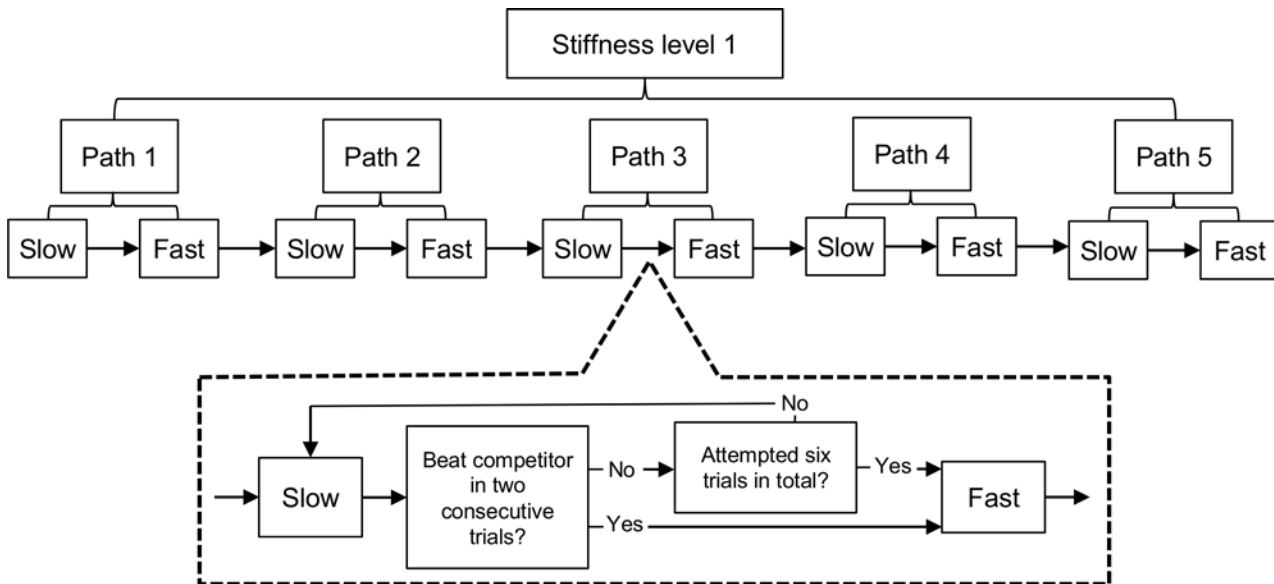 Stiffness level 1
Path 1
Path 2
Path 3
Path 4
Path 5
Slow
Fast
Slow
Fast
Slow
Fast
Slow
Fast
Slow
Fast
No
Slow
Beat competitor
in two
consecutive
trials?
No
Yes
Attempted six
trials in total?
Yes
Fast